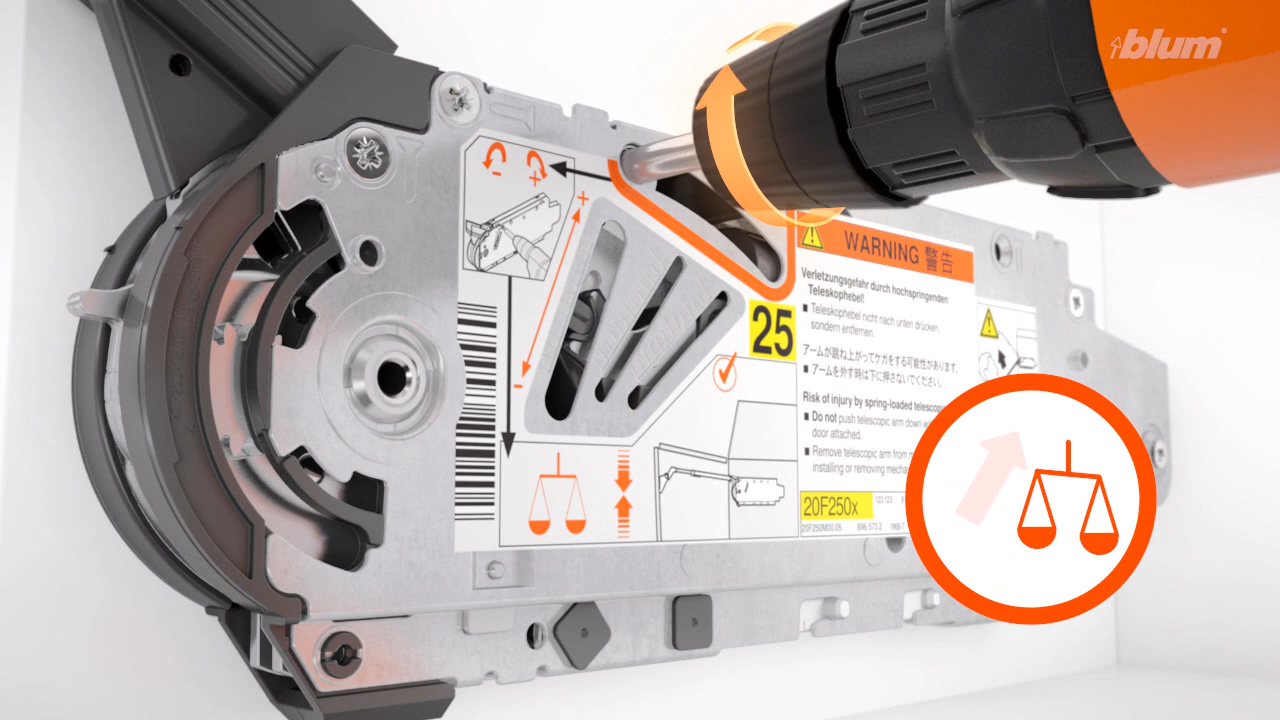 blum
WARNING 警告
Verletzungsgefahr durch hochspringenden
Teleskophebel!
■ Teleskophebel nicht nach unten drücken,
sondern entfernen.
アームが跳ね上がってケガをする可能性があります.
■ アームを外す時は下に押さないでください.
Risk of injury by spring-loaded
■ Do not push telescopic arm down
door attached.
■ Remove telescopic arm from
installing or removing
25
20F250x